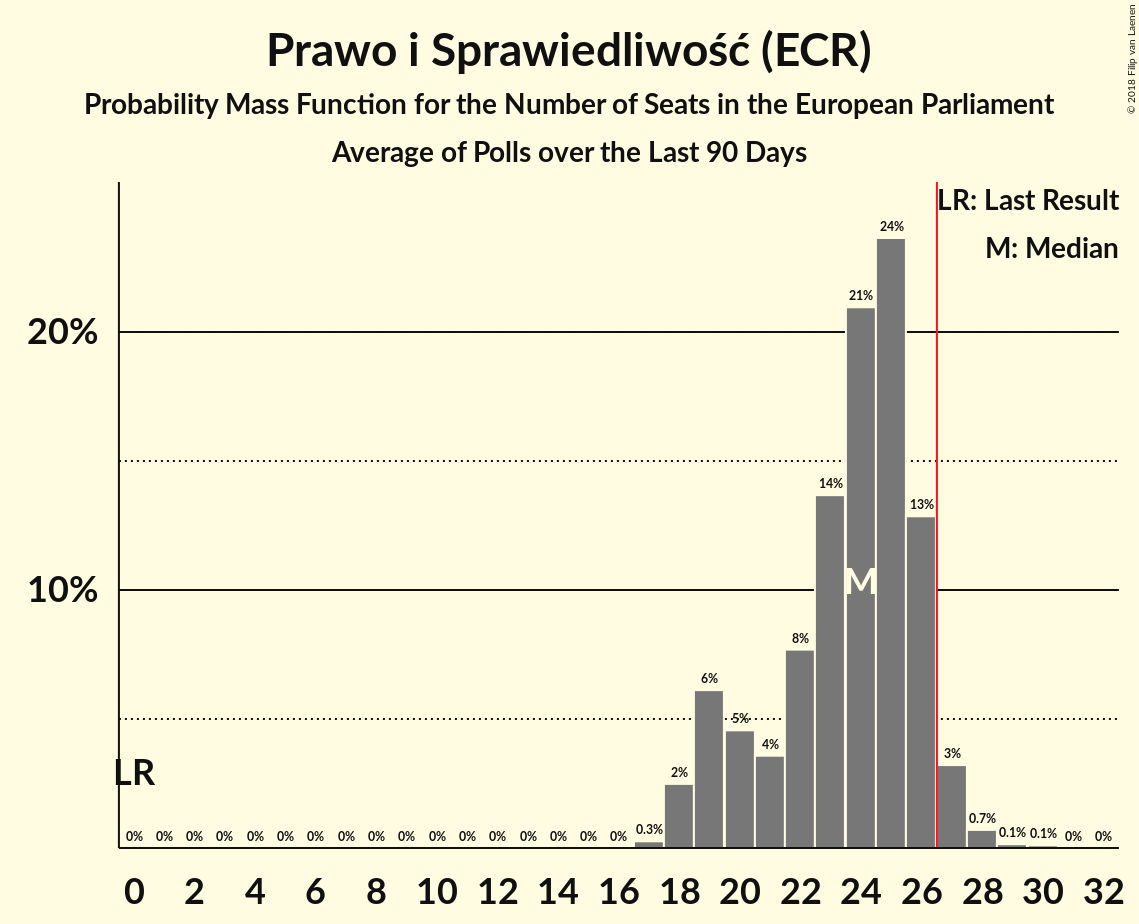 © 2018 Filip van Laenen
Prawo i Sprawiedliwość (ECR)
Probability Mass Function for the Number of Seats in the European Parliament
Average of Polls over the Last 90 Days
LR: Last Result
M: Median
24%
21%
20%
14%
13%
M
10%
8%
6%
5%
4%
LR
2%
3%
0% 0% 0% 0% 0% 0% 0% 0% 0% 0% 0% 0% 0% 0% 0% 0% 0% 0.3% 0.7% 0.1% 0.1% 0% 0%
0 2 4 6 8 10 12 14 16 18 20 22 24 26 28 30 32